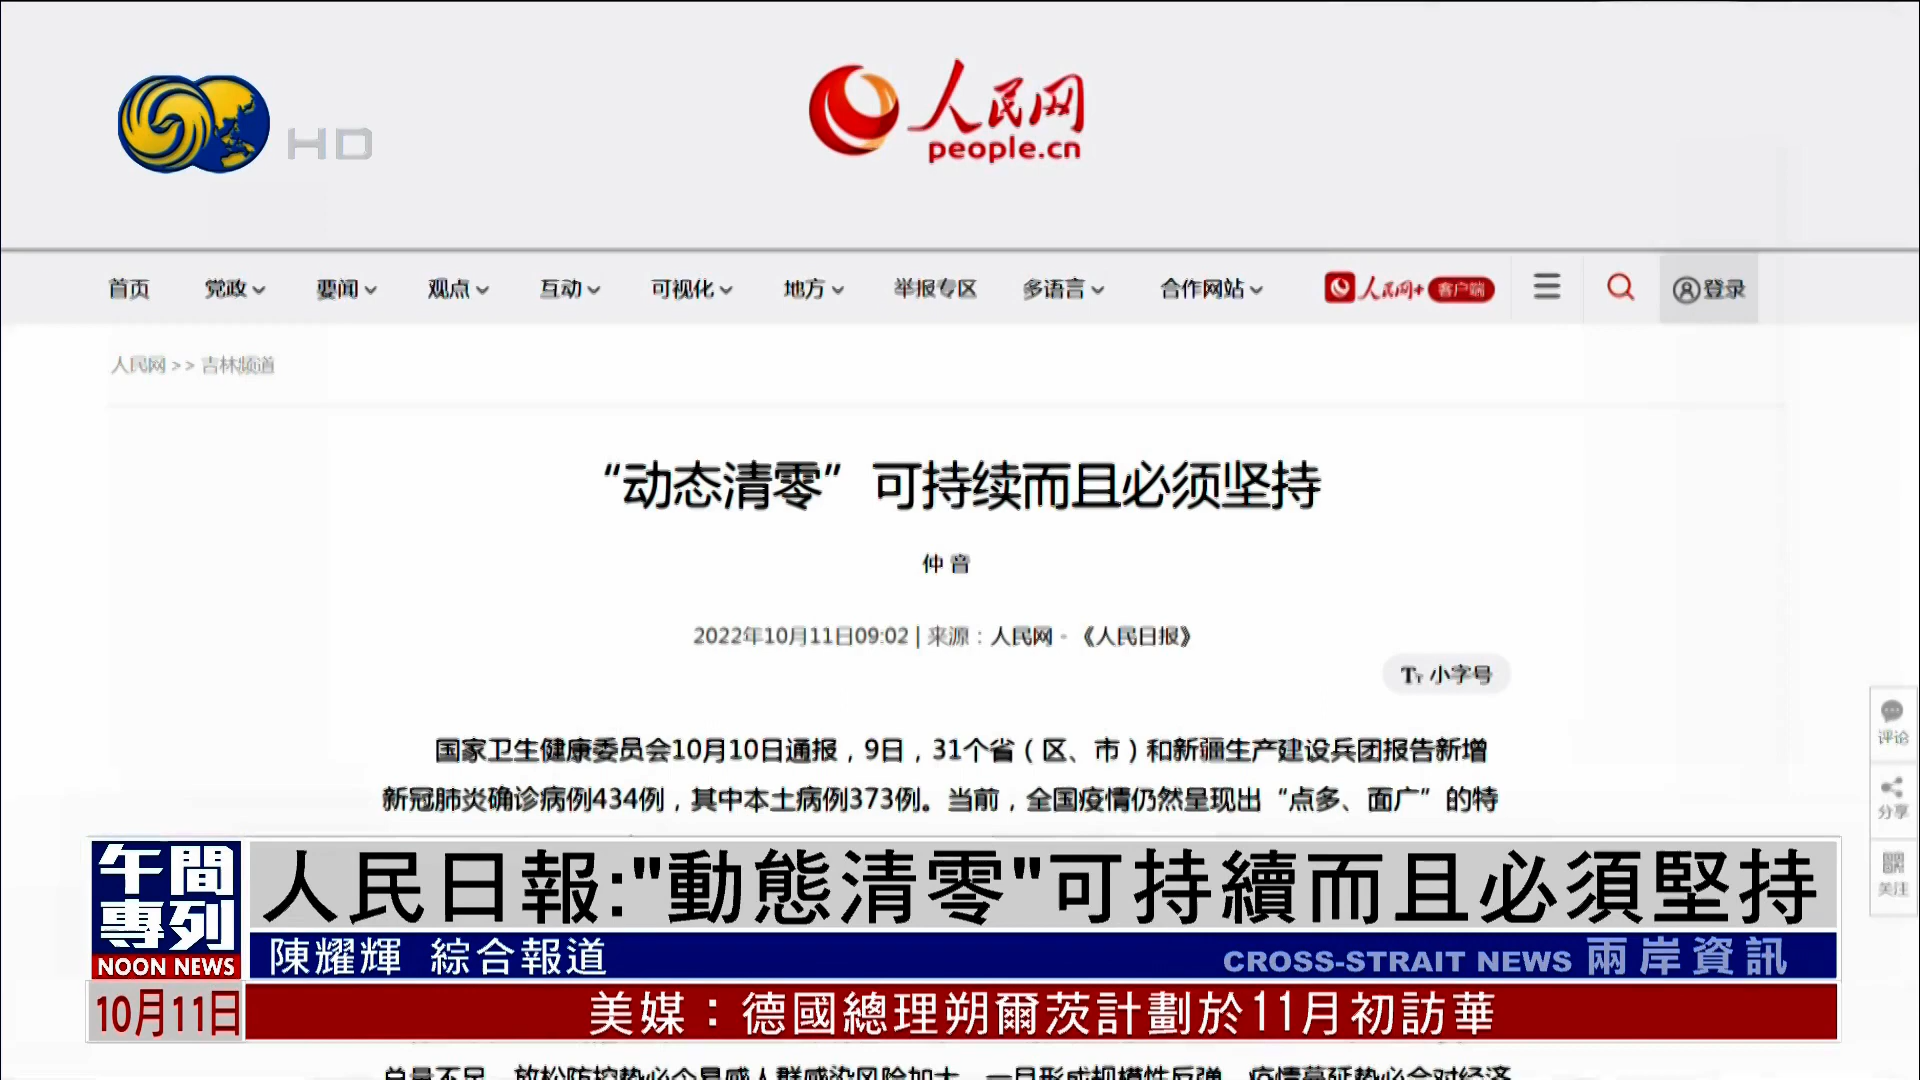 HD
人民网
people.cn
首页 党政 要闻 观点 互动 可视化 地方 举报专区 多语言 合作网站 人民网+ 客户端 登录
人民网 >> 吉林频道
“动态清零”可持续而且必须坚持
仲音
2022年10月11日09:02 | 来源：人民网－《人民日报》
小字号
国家卫生健康委员会10月10日通报，9日，31个省（区、市）和新疆生产建设兵团报告新增
新冠肺炎确诊病例434例，其中本土病例373例。当前，全国疫情仍然呈现出“点多、面广”的特
评论
分享
关注
午間專列
NOON NEWS
人民日報:"動態清零"可持續而且必須堅持
陳耀輝 綜合報道
CROSS-STRAIT NEWS 兩岸資訊
10月11日
美媒：德國總理朔爾茨計劃於11月初訪華